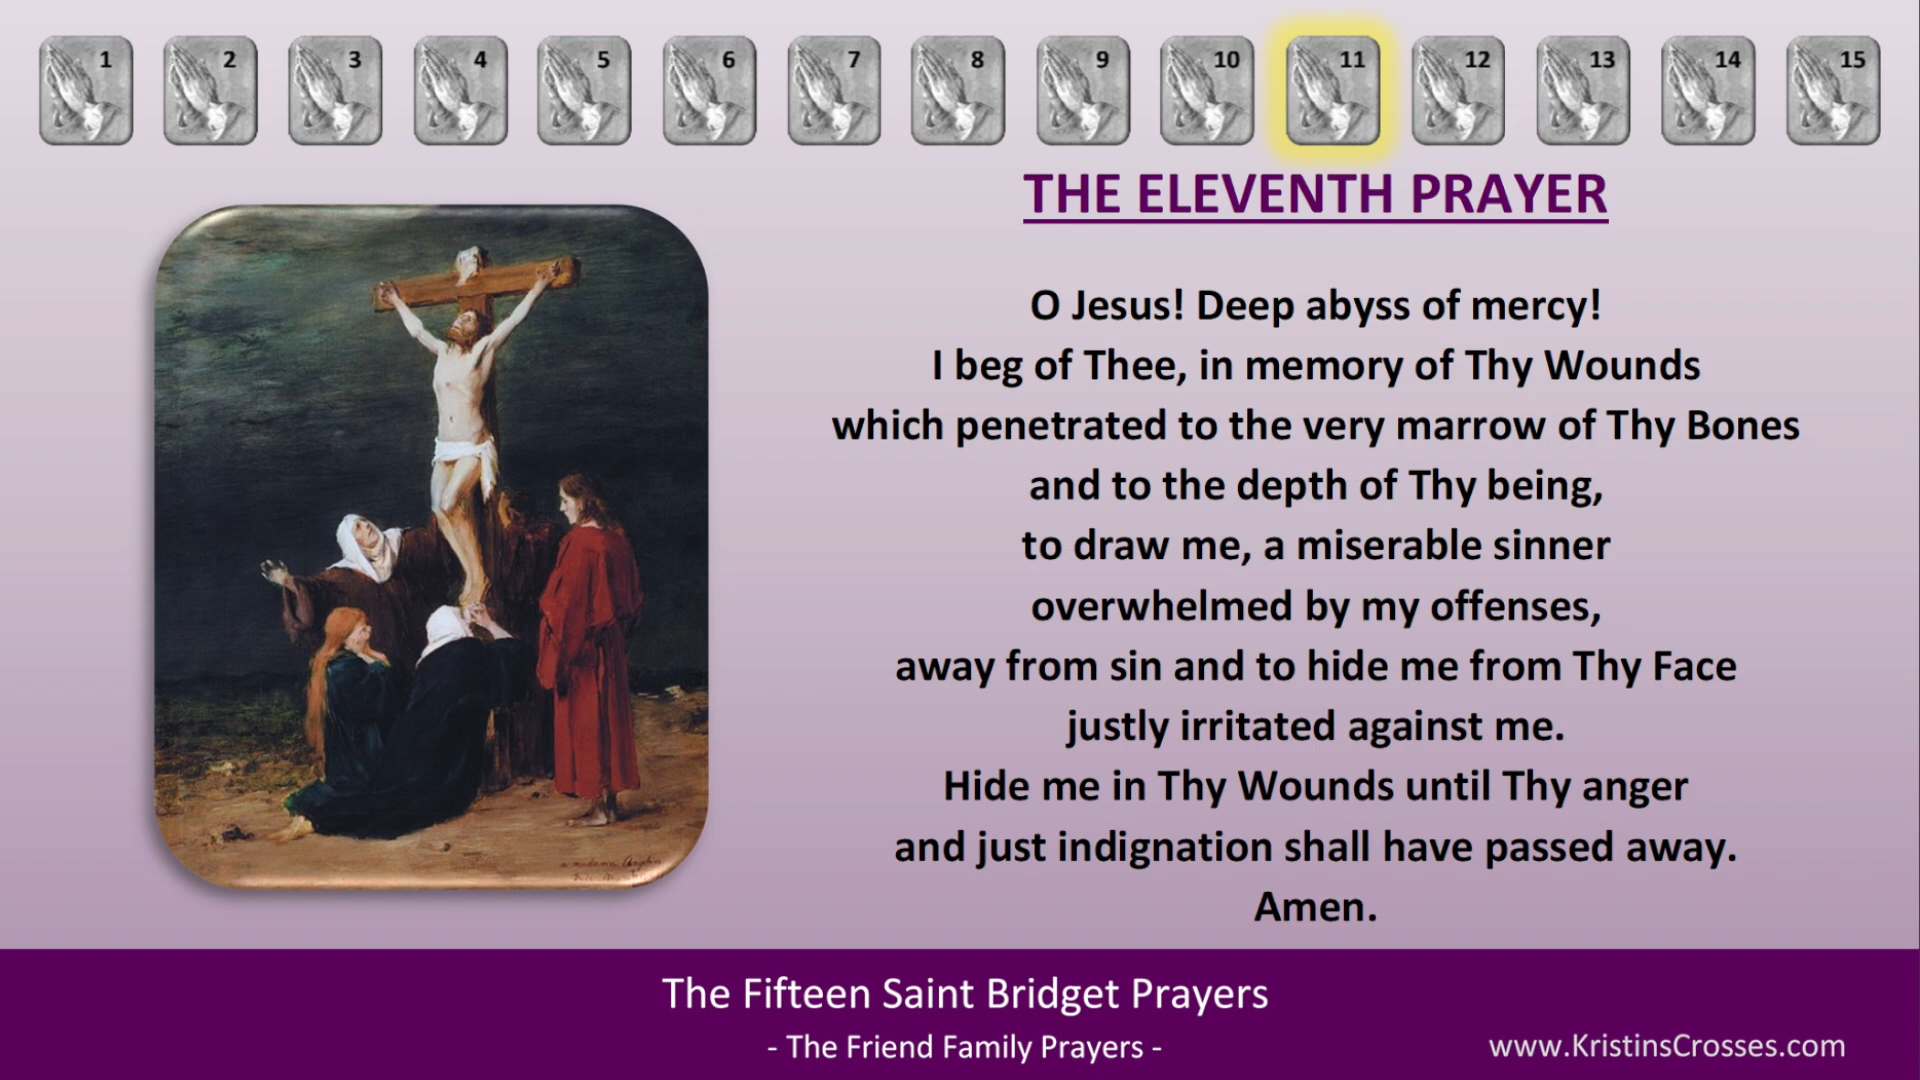 1 2 3 4 5 6 7 8 9 10 11 12 13 14 15
THE ELEVENTH PRAYER
O Jesus! Deep abyss of mercy!
I beg of Thee, in memory of Thy Wounds
which penetrated to the very marrow of Thy Bones
and to the depth of Thy being,
to draw me, a miserable sinner
overwhelmed by my offenses,
away from sin and to hide me from Thy Face
justly irritated against me.
Hide me in Thy Wounds until Thy anger
and just indignation shall have passed away.
Amen.
The Fifteen Saint Bridget Prayers
- The Friend Family Prayers -
www.KristinsCrosses.com